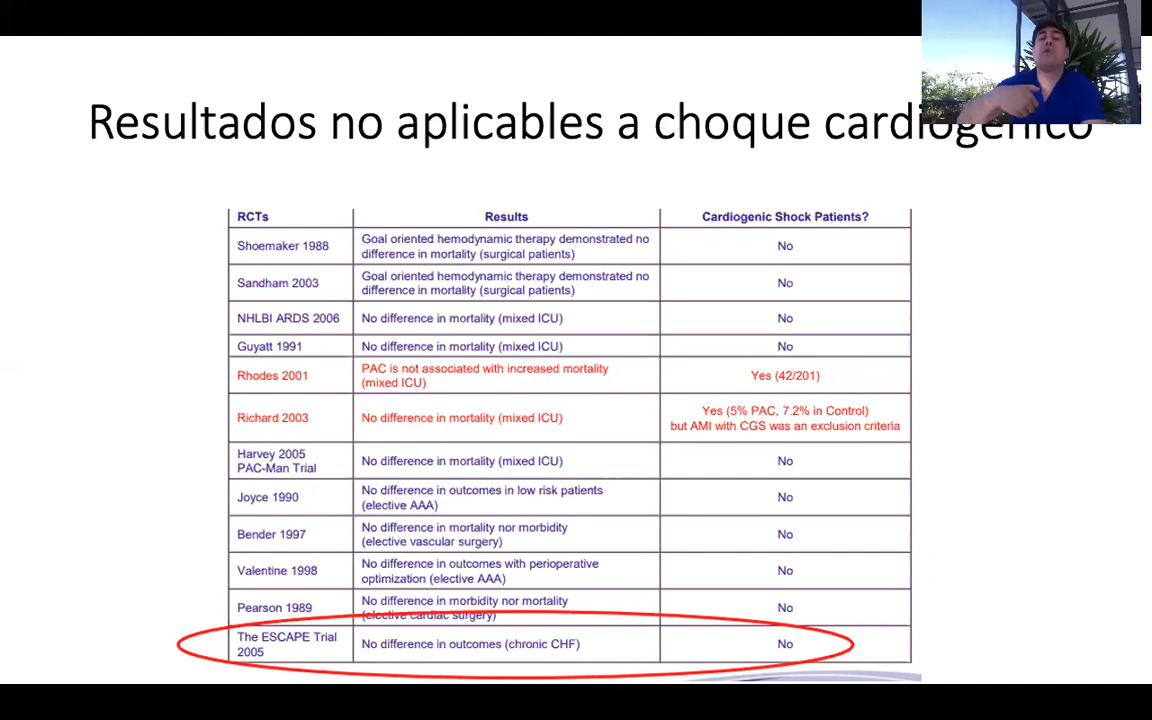 Resultados no aplicables a choque cardiogénico
RCTs Results Cardiogenic Shock Patients?
Shoemaker 1988 Goal oriented hemodynamic therapy demonstrated no difference in mortality (surgical patients) No
Sandham 2003 Goal oriented hemodynamic therapy demonstrated no difference in mortality (surgical patients) No
NHLBI ARDS 2006 No difference in mortality (mixed ICU) No
Guyatt 1991 No difference in mortality (mixed ICU) No
Rhodes 2001 PAC is not associated with increased mortality (mixed ICU) Yes (42/201)
Richard 2003 No difference in mortality (mixed ICU) Yes (5% PAC, 7.2% in Control) but AMI with CGS was an exclusion criteria
Harvey 2005 PAC-Man Trial No difference in mortality (mixed ICU) No
Joyce 1990 No difference in outcomes in low risk patients (elective AAA) No
Bender 1997 No difference in mortality nor morbidity (elective vascular surgery) No
Valentine 1998 No difference in outcomes with perioperative optimization (elective AAA) No
Pearson 1989 No difference in morbidity nor mortality (elective cardiac surgery) No
The ESCAPE Trial 2005 No difference in outcomes (chronic CHF) No